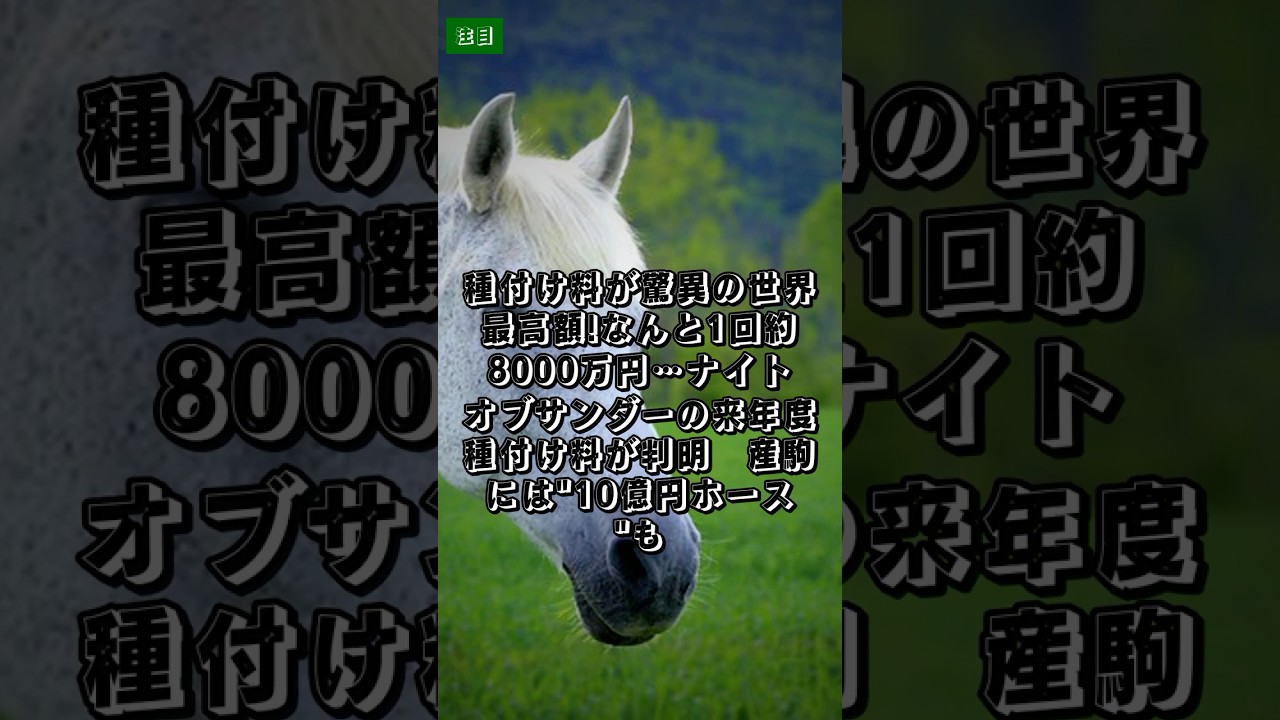 注目
種付け料が驚異の世界
最高額!なんと1回約
8000万円…ナイト
オブサンダーの来年度
種付け料が判明　産駒
には"10億円ホース
"も